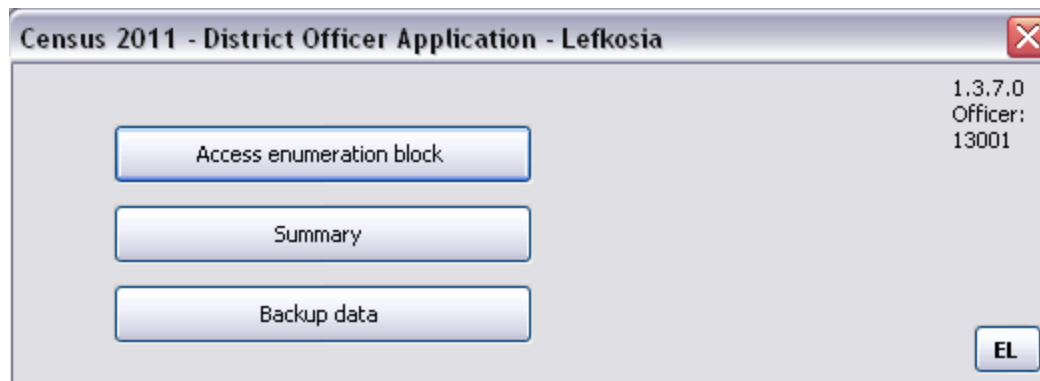 Census 2011 - District Officer Application - Lefkosia
1.3.7.0
Officer:
13001
Access enumeration block
Summary
Backup data
EL